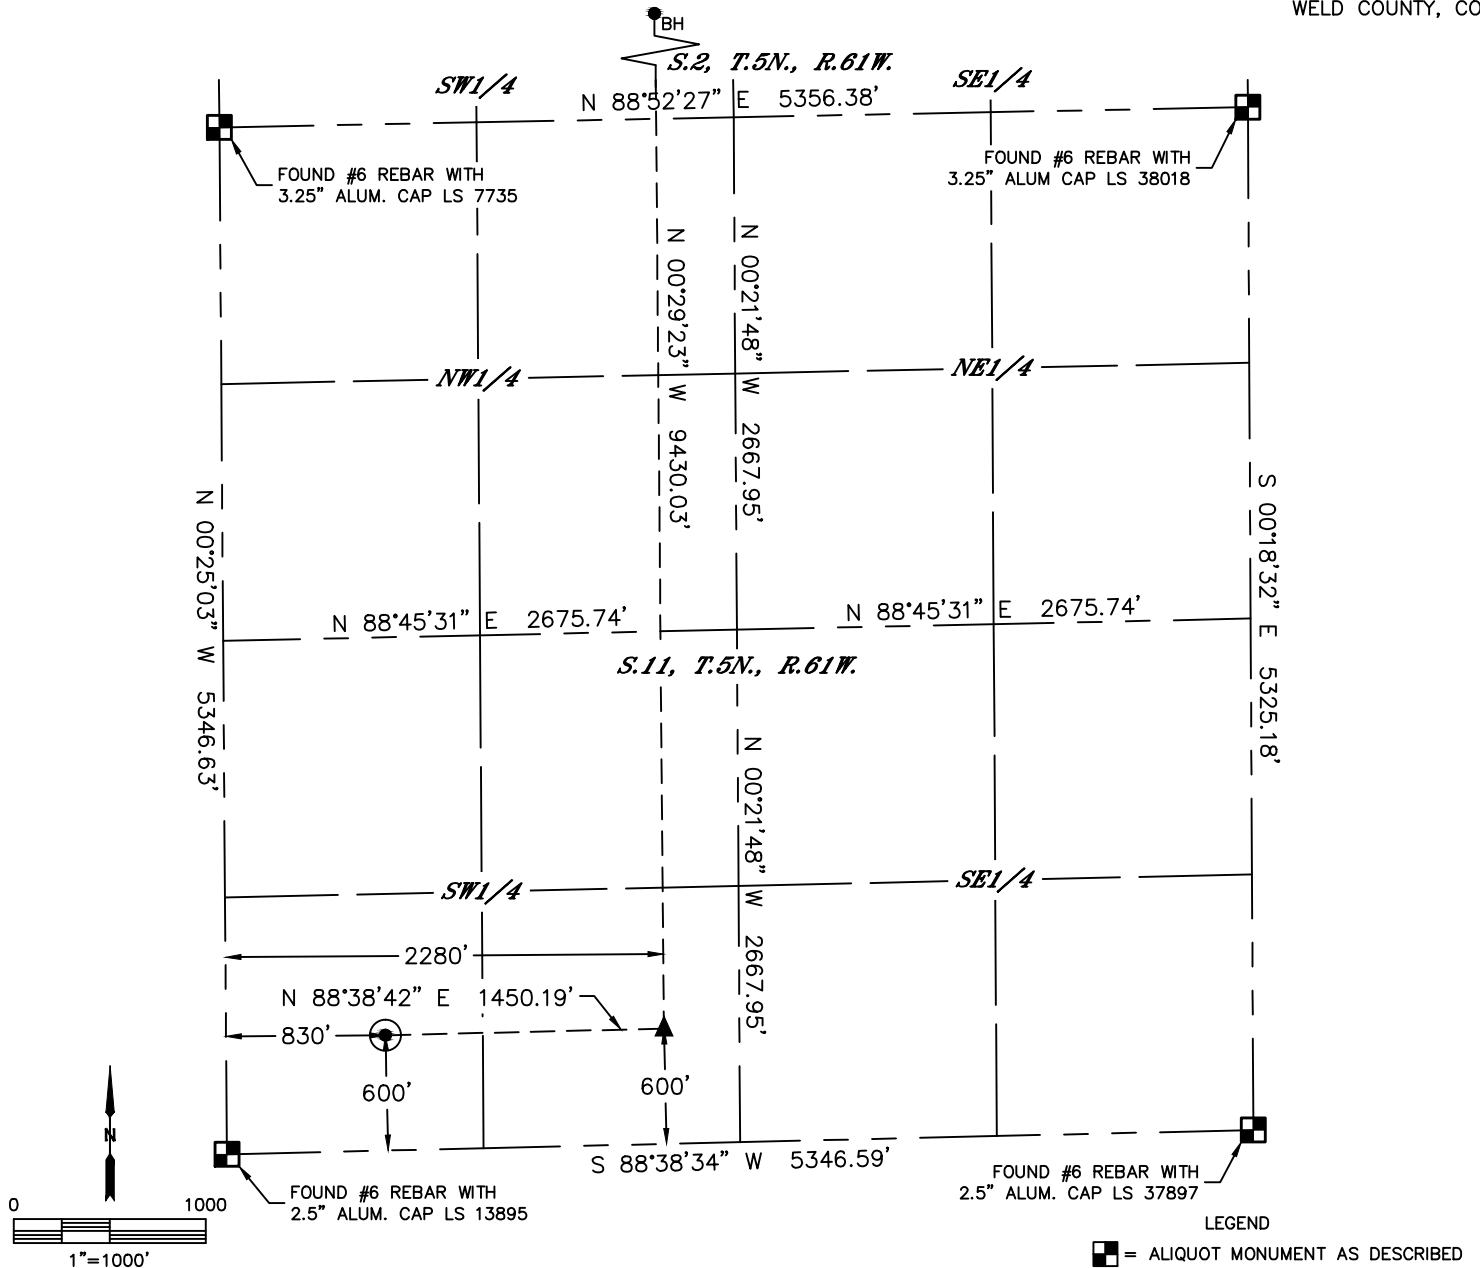 WELD COUNTY, CO
BH
S.2, T.5N., R.61W.
SW1/4
SE1/4
N 88°52'27" E 5356.38'
FOUND #6 REBAR WITH
3.25" ALUM. CAP LS 7735
FOUND #6 REBAR WITH
3.25" ALUM CAP LS 38018
N 00°29'23" W 9430.03'
N 00°21'48" W 2667.95'
NW1/4
NE1/4
N 00°25'03" W 5346.63'
S 00°18'32" E 5325.18'
N 88°45'31" E 2675.74'
N 88°45'31" E 2675.74'
S.11, T.5N., R.61W.
N 00°21'48" W 2667.95'
SW1/4
SE1/4
2280'
N 88°38'42" E 1450.19'
830'
600'
600'
N
S 88°38'34" W 5346.59'
FOUND #6 REBAR WITH
2.5" ALUM. CAP LS 13895
FOUND #6 REBAR WITH
2.5" ALUM. CAP LS 37897
0 1000
1"=1000'
LEGEND
= ALIQUOT MONUMENT AS DESCRIBED